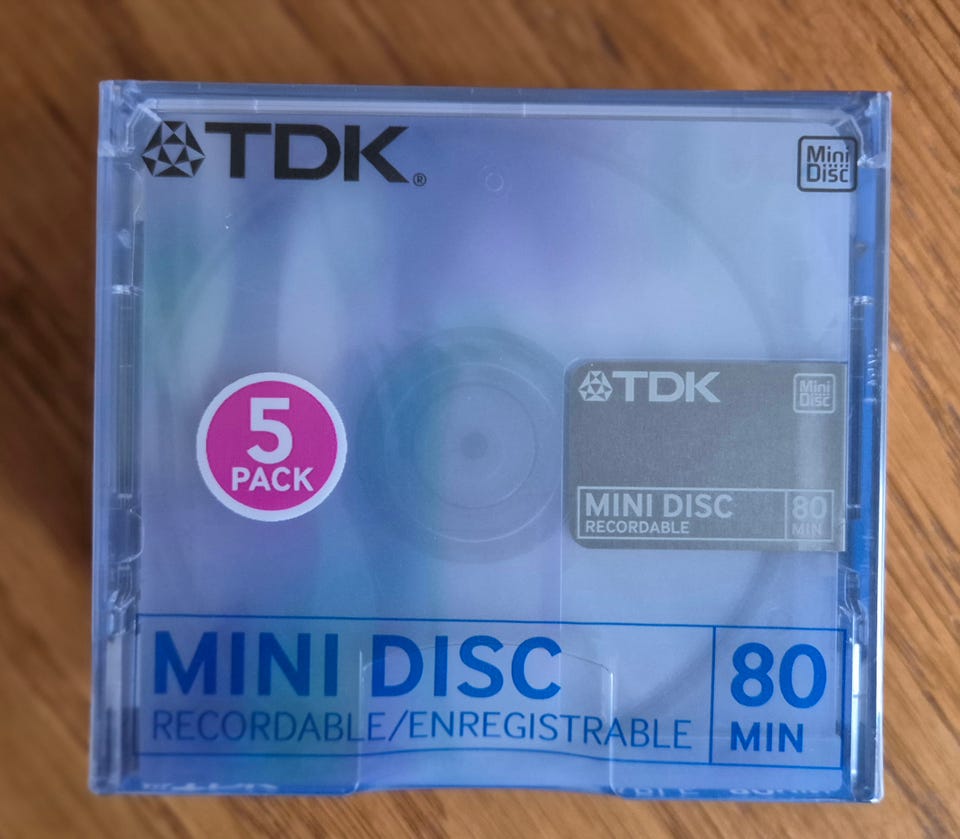 TDK®
Mini
Disc
5
PACK
TDK
Mini
Disc
MINI DISC
RECORDABLE
80
MIN
MINI DISC
RECORDABLE/ENREGISTRABLE
80
MIN